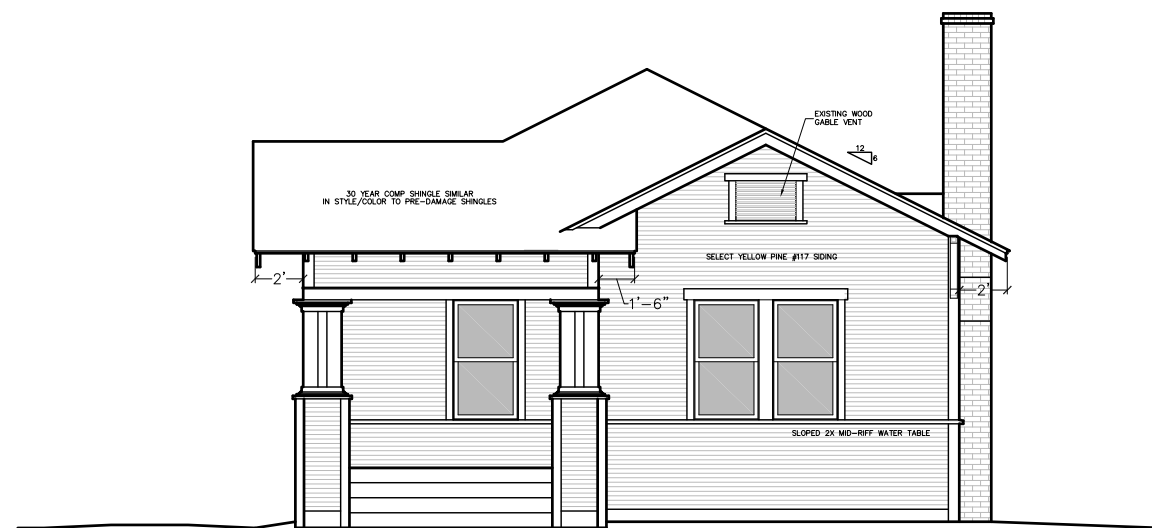 EXISTING WOOD
GABLE VENT
12
6
30 YEAR COMP SHINGLE SIMILAR
IN STYLE/COLOR TO PRE-DAMAGE SHINGLES
SELECT YELLOW PINE #117 SIDING
2'
1'-6"
2'
SLOPED 2X MID-RIFF WATER TABLE